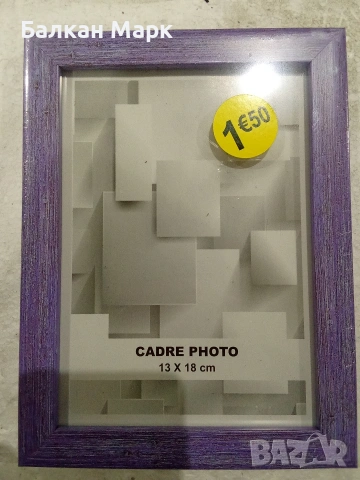 Балкан Марк
1€50
CADRE PHOTO
13 X 18 cm
BAZAR